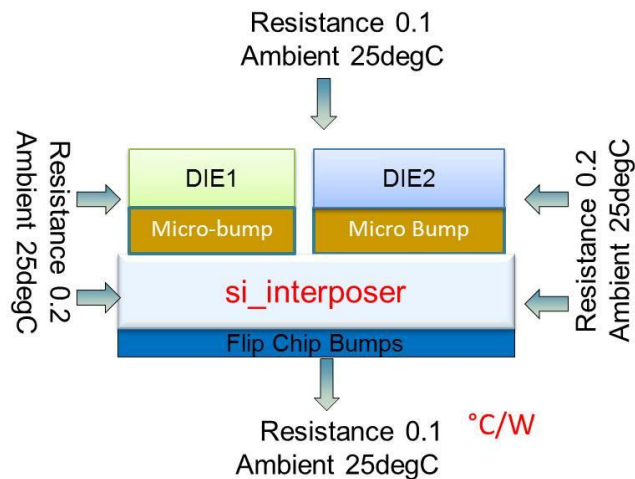 Resistance 0.1
Ambient 25degC
Resistance 0.2
Ambient 25degC
DIE1
DIE2
Micro-bump
Micro Bump
Resistance 0.2
Ambient 25degC
si_interposer
Flip Chip Bumps
Resistance 0.1
°C/W
Ambient 25degC